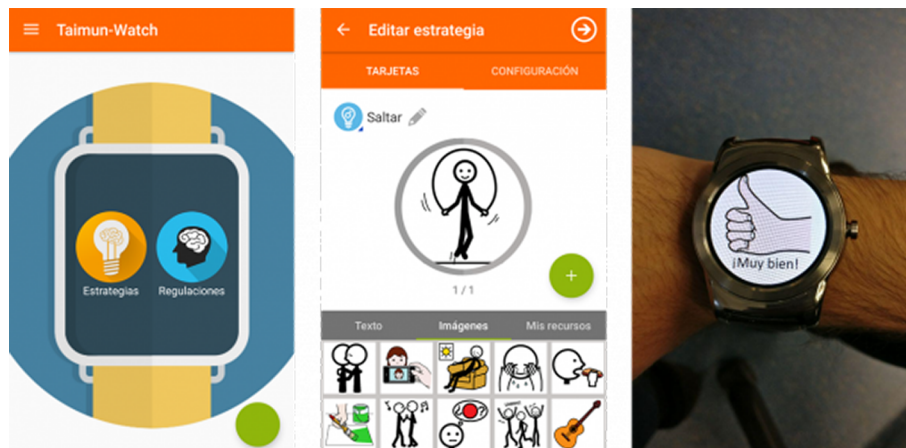 Taimun-Watch
Estrategias
Regulaciones
Editar estrategia
TARJETAS
CONFIGURACIÓN
Saltar
1 / 1
Texto
Imágenes
Mis recursos
¡Muy bien!